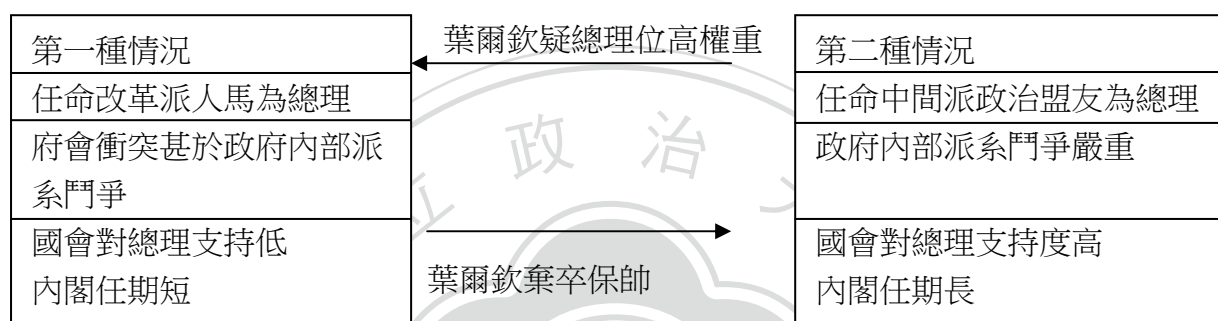 第一種情況
任命改革派人馬為總理
府會衝突甚於政府內部派
系鬥爭
國會對總理支持低
內閣任期短
葉爾欽疑總理位高權重
葉爾欽棄卒保帥
第二種情況
任命中間派政治盟友為總理
政府內部派系鬥爭嚴重
國會對總理支持度高
內閣任期長
政 治
立